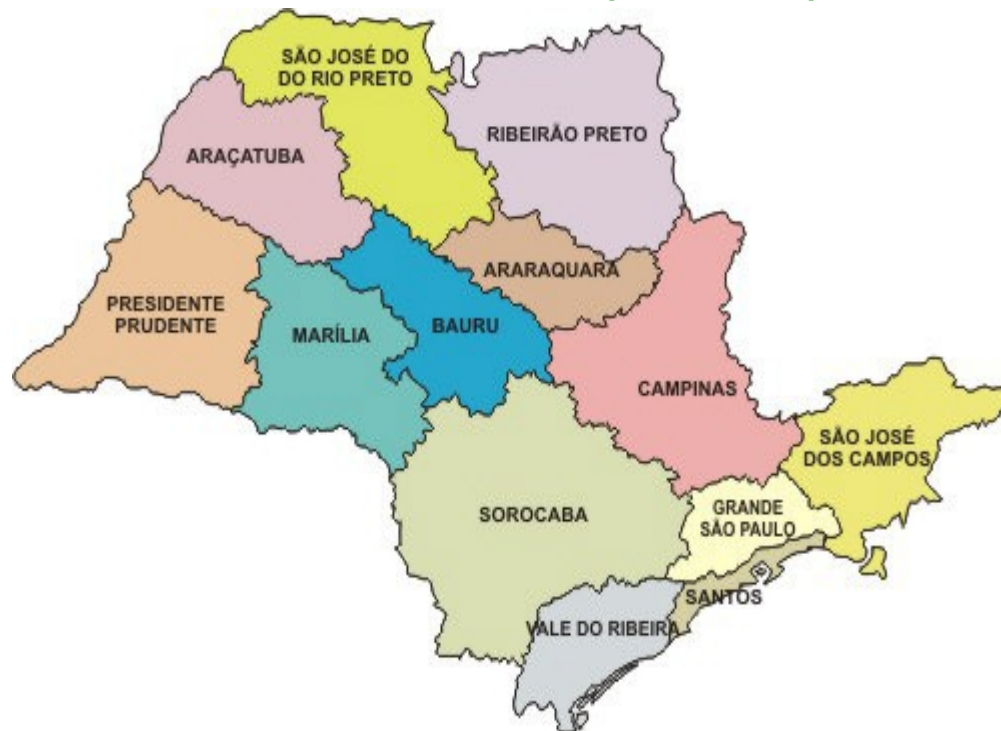 SÃO JOSÉ DO
DO RIO PRETO
RIBEIRÃO PRETO
ARAÇATUBA
ARARAQUARA
PRESIDENTE
PRUDENTE
MARÍLIA
BAURU
CAMPINAS
SÃO JOSÉ
DOS CAMPOS
SOROCABA
GRANDE
SÃO PAULO
SANTOS
VALE DO RIBEIRA